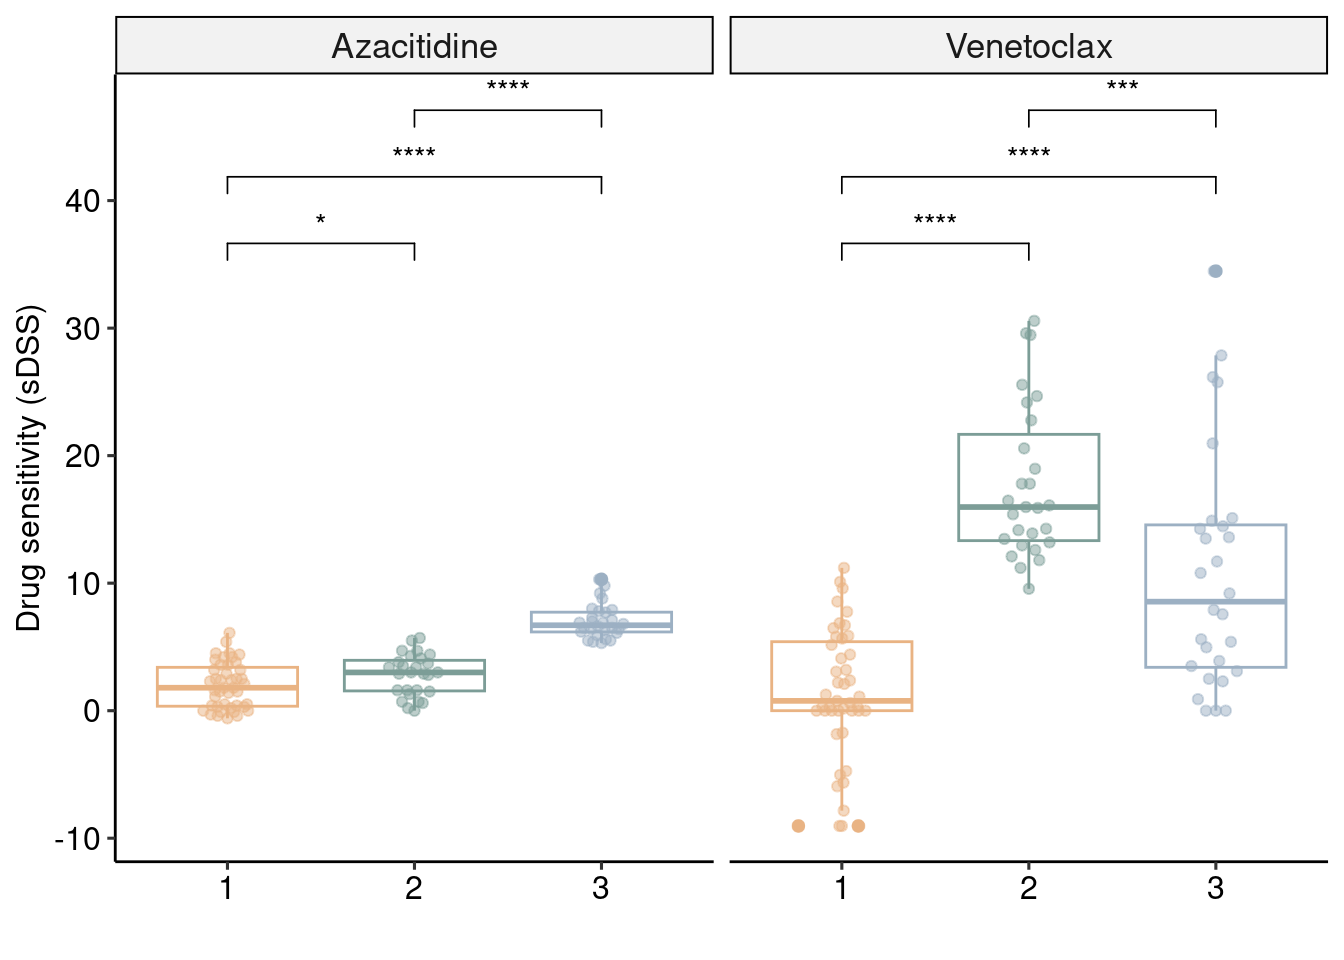 Azacitidine
Venetoclax
****
***
****
****
*
****
Drug sensitivity (sDSS)
40
30
20
10
0
-10
1 2 3
1 2 3